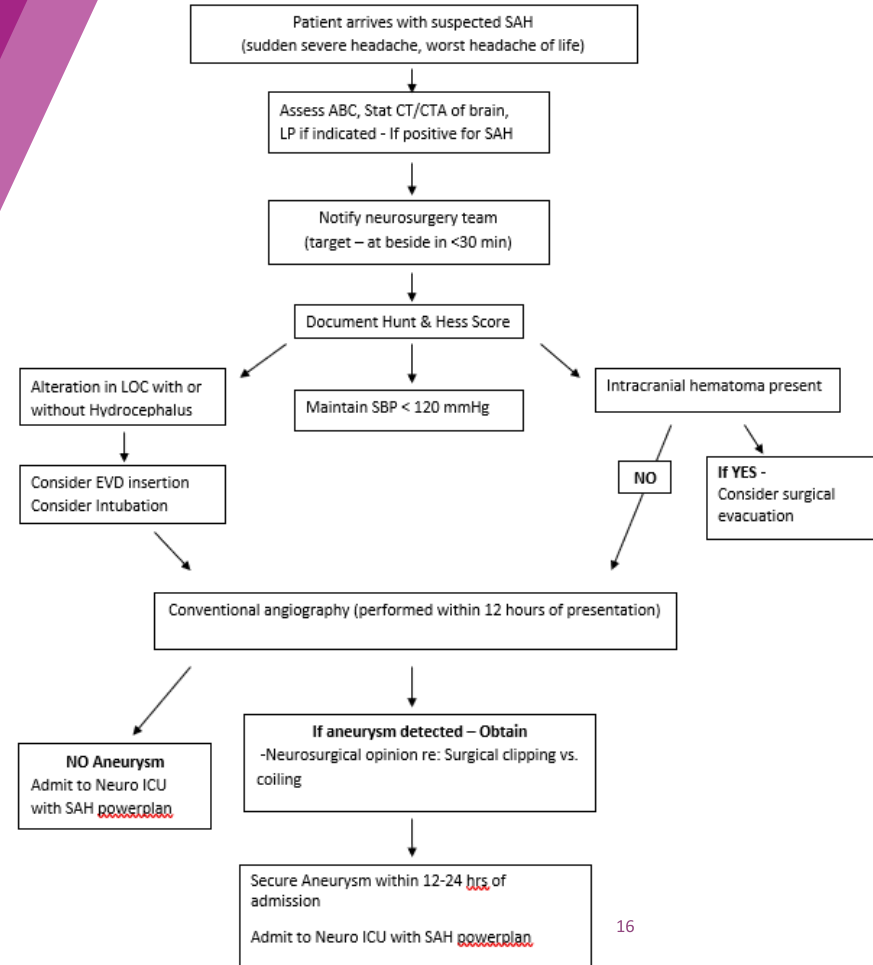 Patient arrives with suspected SAH
(sudden severe headache, worst headache of life)
Assess ABC, Stat CT/CTA of brain,
LP if indicated - If positive for SAH
Notify neurosurgery team
(target – at beside in <30 min)
Document Hunt & Hess Score
Alteration in LOC with or
without Hydrocephalus
Maintain SBP < 120 mmHg
Intracranial hematoma present
Consider EVD insertion
Consider Intubation
NO
If YES -
Consider surgical
evacuation
Conventional angiography (performed within 12 hours of presentation)
NO Aneurysm
Admit to Neuro ICU
with SAH powerplan
If aneurysm detected – Obtain
-Neurosurgical opinion re: Surgical clipping vs.
coiling
Secure Aneurysm within 12-24 hrs of
admission
Admit to Neuro ICU with SAH powerplan
16